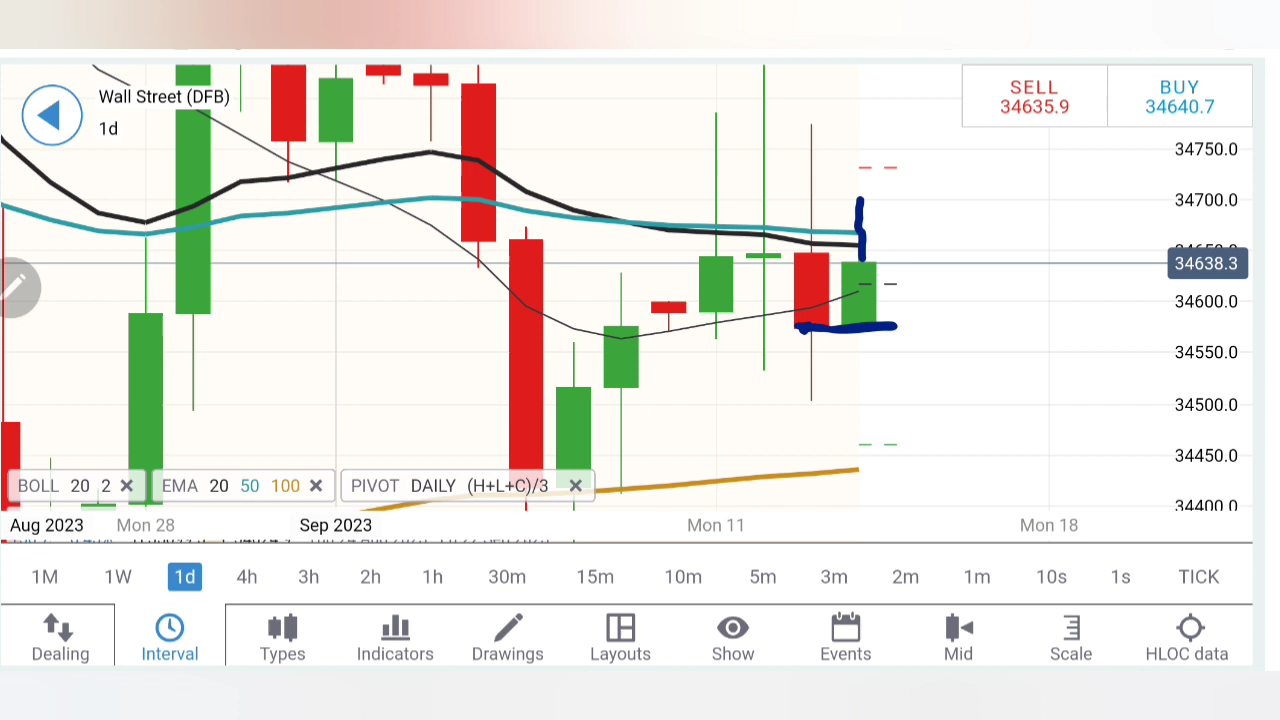 Wall Street (DFB)
1d
SELL
34635.9
BUY
34640.7
34750.0
34700.0
34638.3
34600.0
34550.0
34500.0
34450.0
34400.0
BOLL 20 2
EMA 20 50 100
PIVOT DAILY (H+L+C)/3
Aug 2023 Mon 28 Sep 2023 Mon 11 Mon 18
1M 1W 1d 4h 3h 2h 1h 30m 15m 10m 5m 3m 2m 1m 10s 1s TICK
Dealing Interval Types Indicators Drawings Layouts Show Events Mid Scale HLOC data